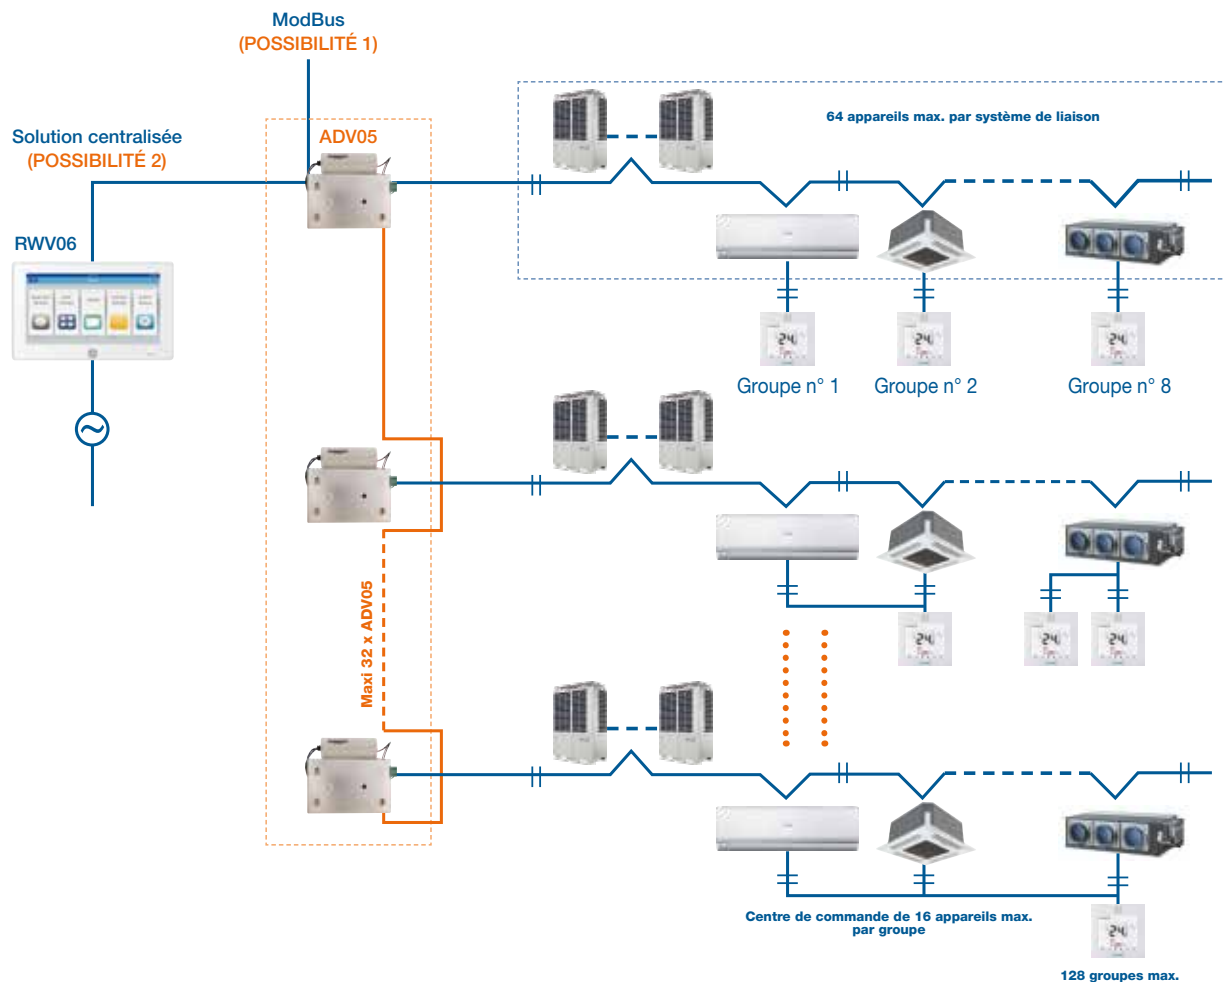 ModBus
(POSSIBILITÉ 1)
Solution centralisée
(POSSIBILITÉ 2)
ADV05
64 appareils max. par système de liaison
RWV06
Groupe n° 1
Groupe n° 2
Groupe n° 8
Maxi 32 x ADV05
Centre de commande de 16 appareils max.
par groupe
128 groupes max.